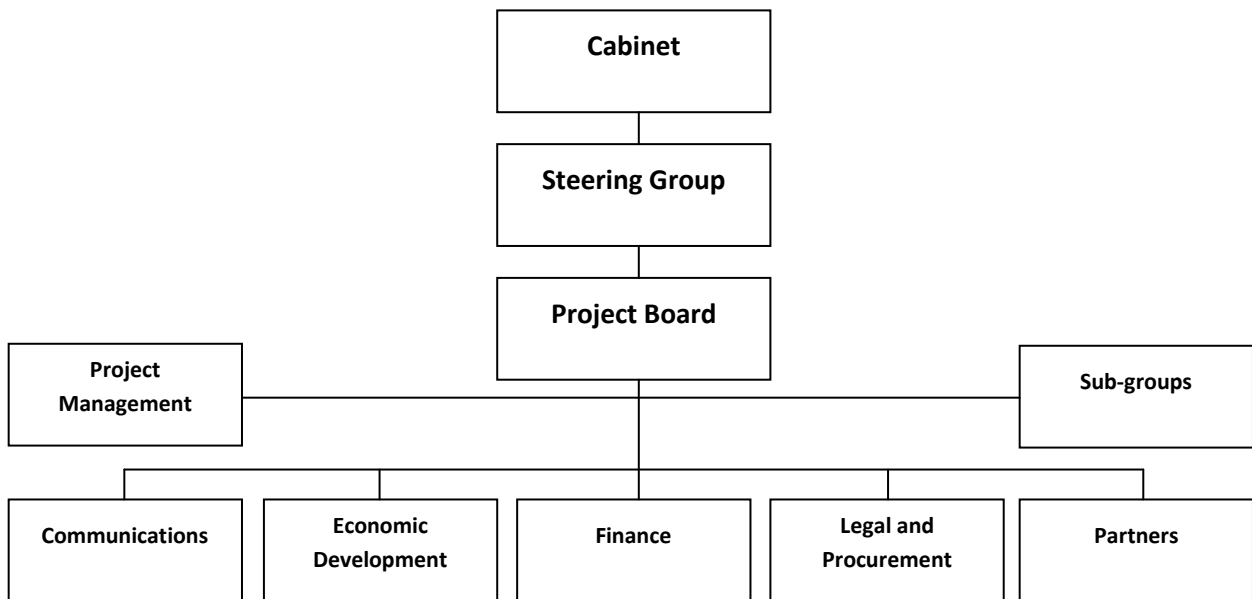 Cabinet
Steering Group
Project Board
Project
Management
Sub-groups
Communications
Economic
Development
Finance
Legal and
Procurement
Partners